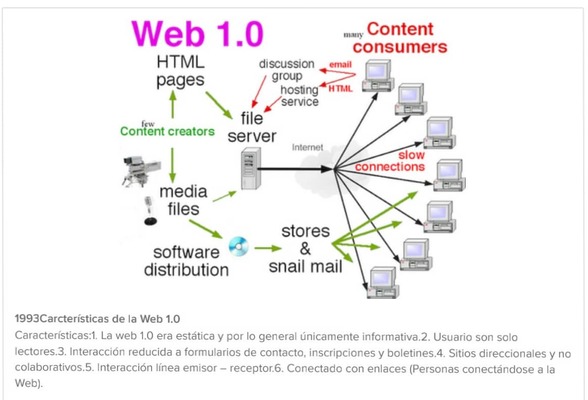 Web 1.0
many Content
consumers
HTML
pages
discussion
group
email
hosting
service
HTML
few
Content creators
file
server
Internet
slow
connections
media
files
stores
&
snail mail
software
distribution
1993Carcterísticas de la Web 1.0
Características:1. La web 1.0 era estática y por lo general únicamente informativa.2. Usuario son solo
lectores.3. Interacción reducida a formularios de contacto, inscripciones y boletines.4. Sitios direccionales y no
colaborativos.5. Interacción línea emisor – receptor.6. Conectado con enlaces (Personas conectándose a la
Web).